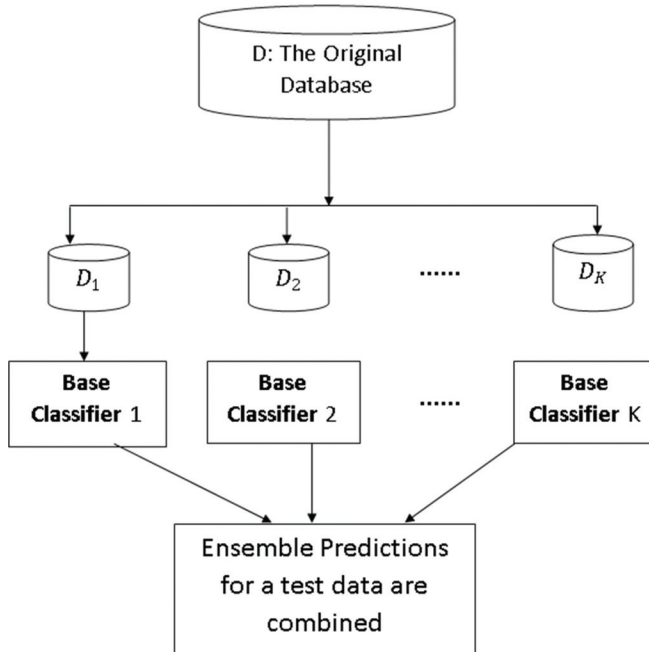 D: The Original
Database
D₁
D₂
......
D_K
Base
Classifier 1
Base
Classifier 2
......
Base
Classifier K
Ensemble Predictions
for a test data are
combined